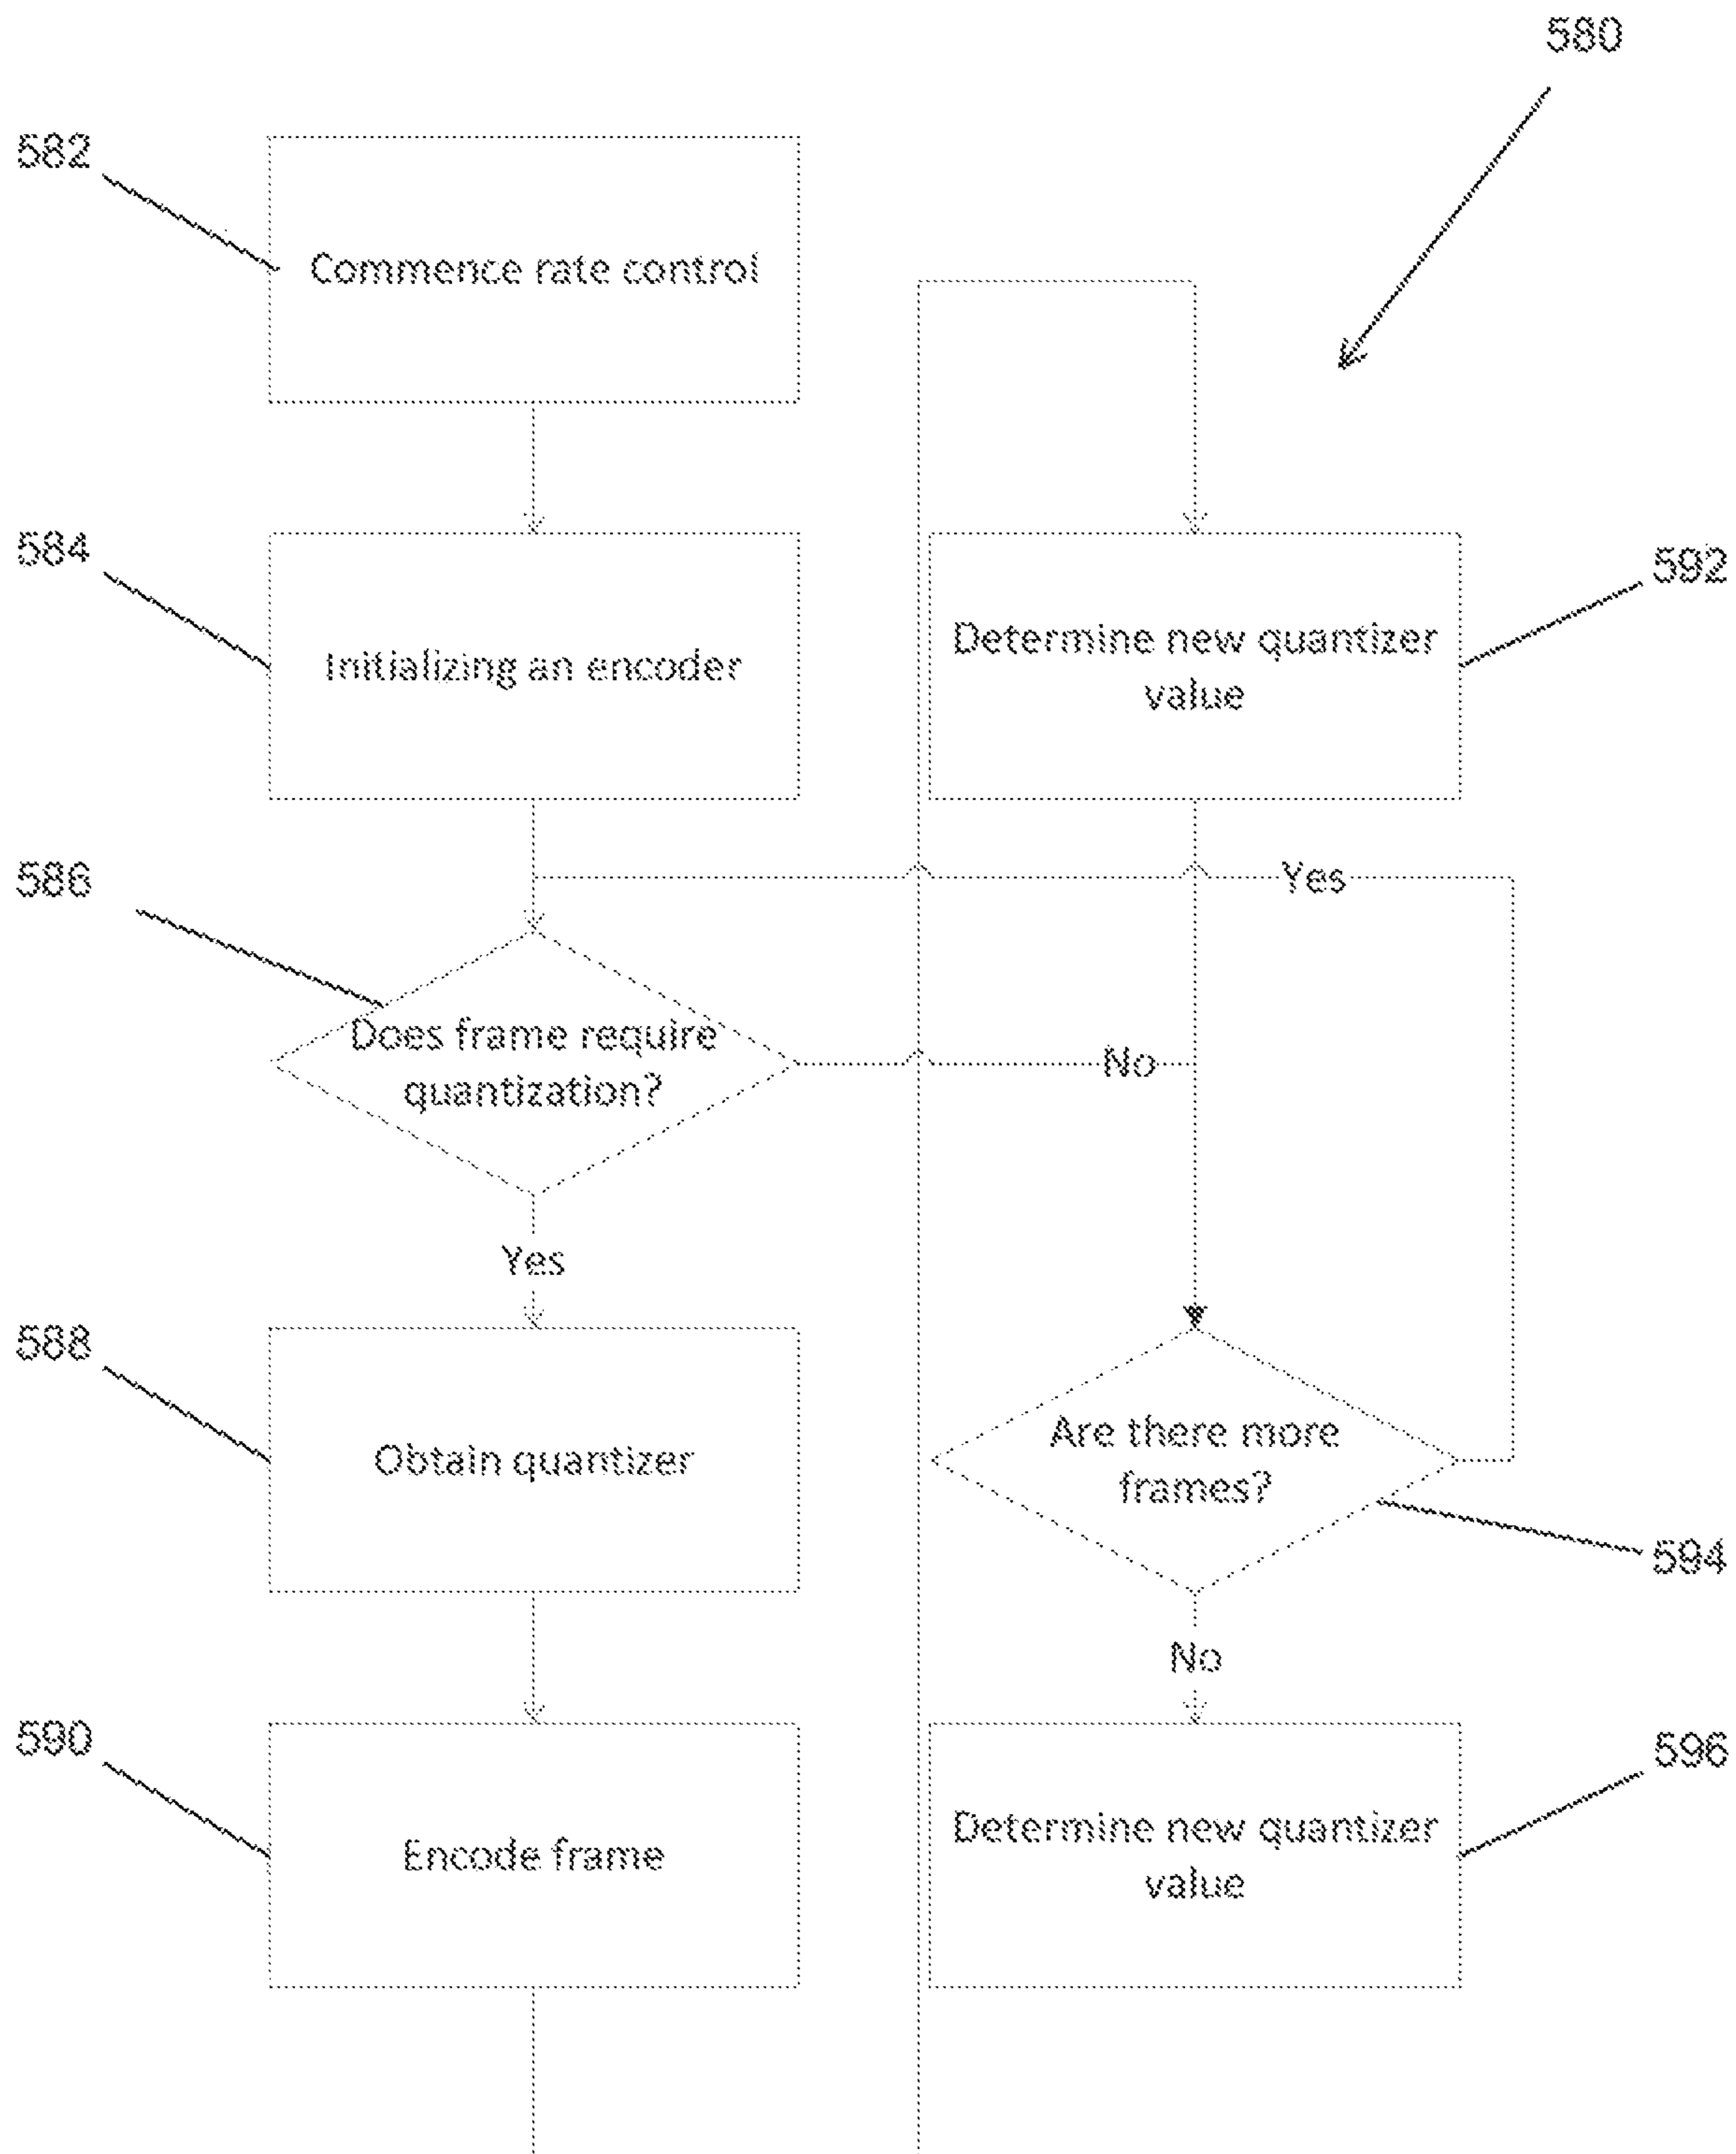 580
582
Commence rate control
584
Initializing an encoder
592
Determine new quantizer
value
586
Yes
Does frame require
quantization?
No
Yes
588
Obtain quantizer
Are there more
frames?
594
No
590
Encode frame
596
Determine new quantizer
value